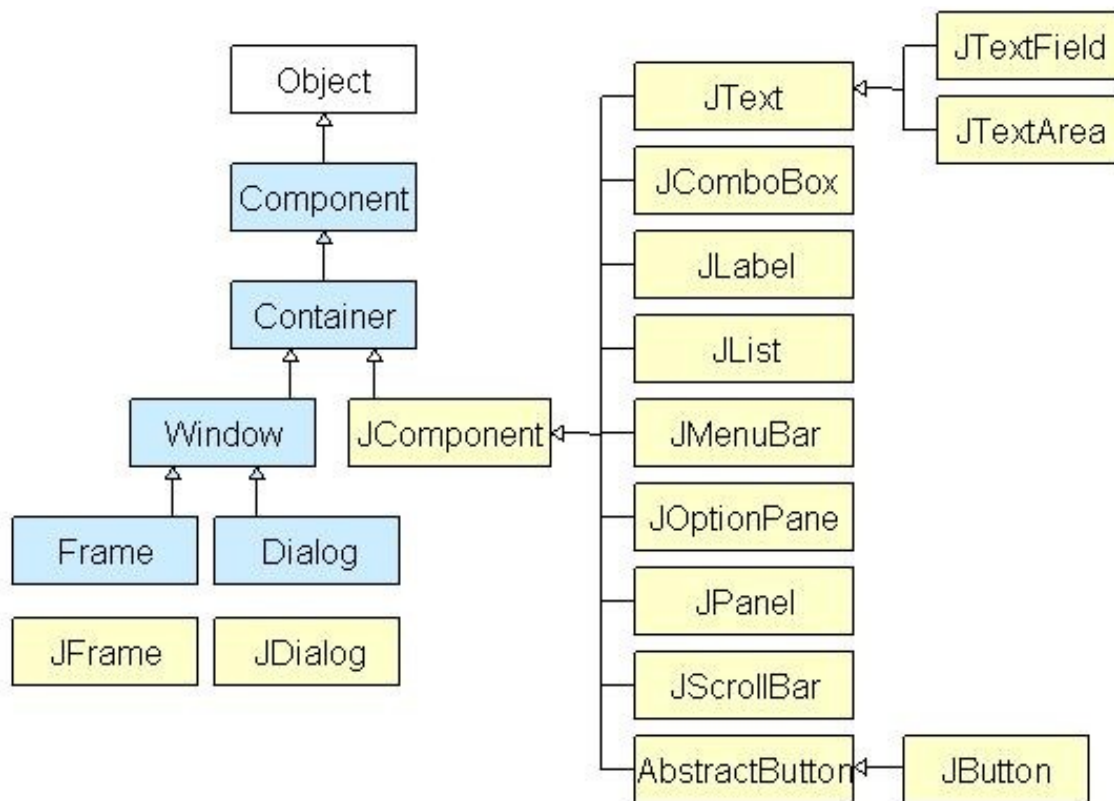 Object
Component
Container
Window
JComponent
Frame
Dialog
JFrame
JDialog
JText
JComboBox
JLabel
JList
JMenuBar
JOptionPane
JPanel
JScrollBar
AbstractButton
JTextField
JTextArea
JButton